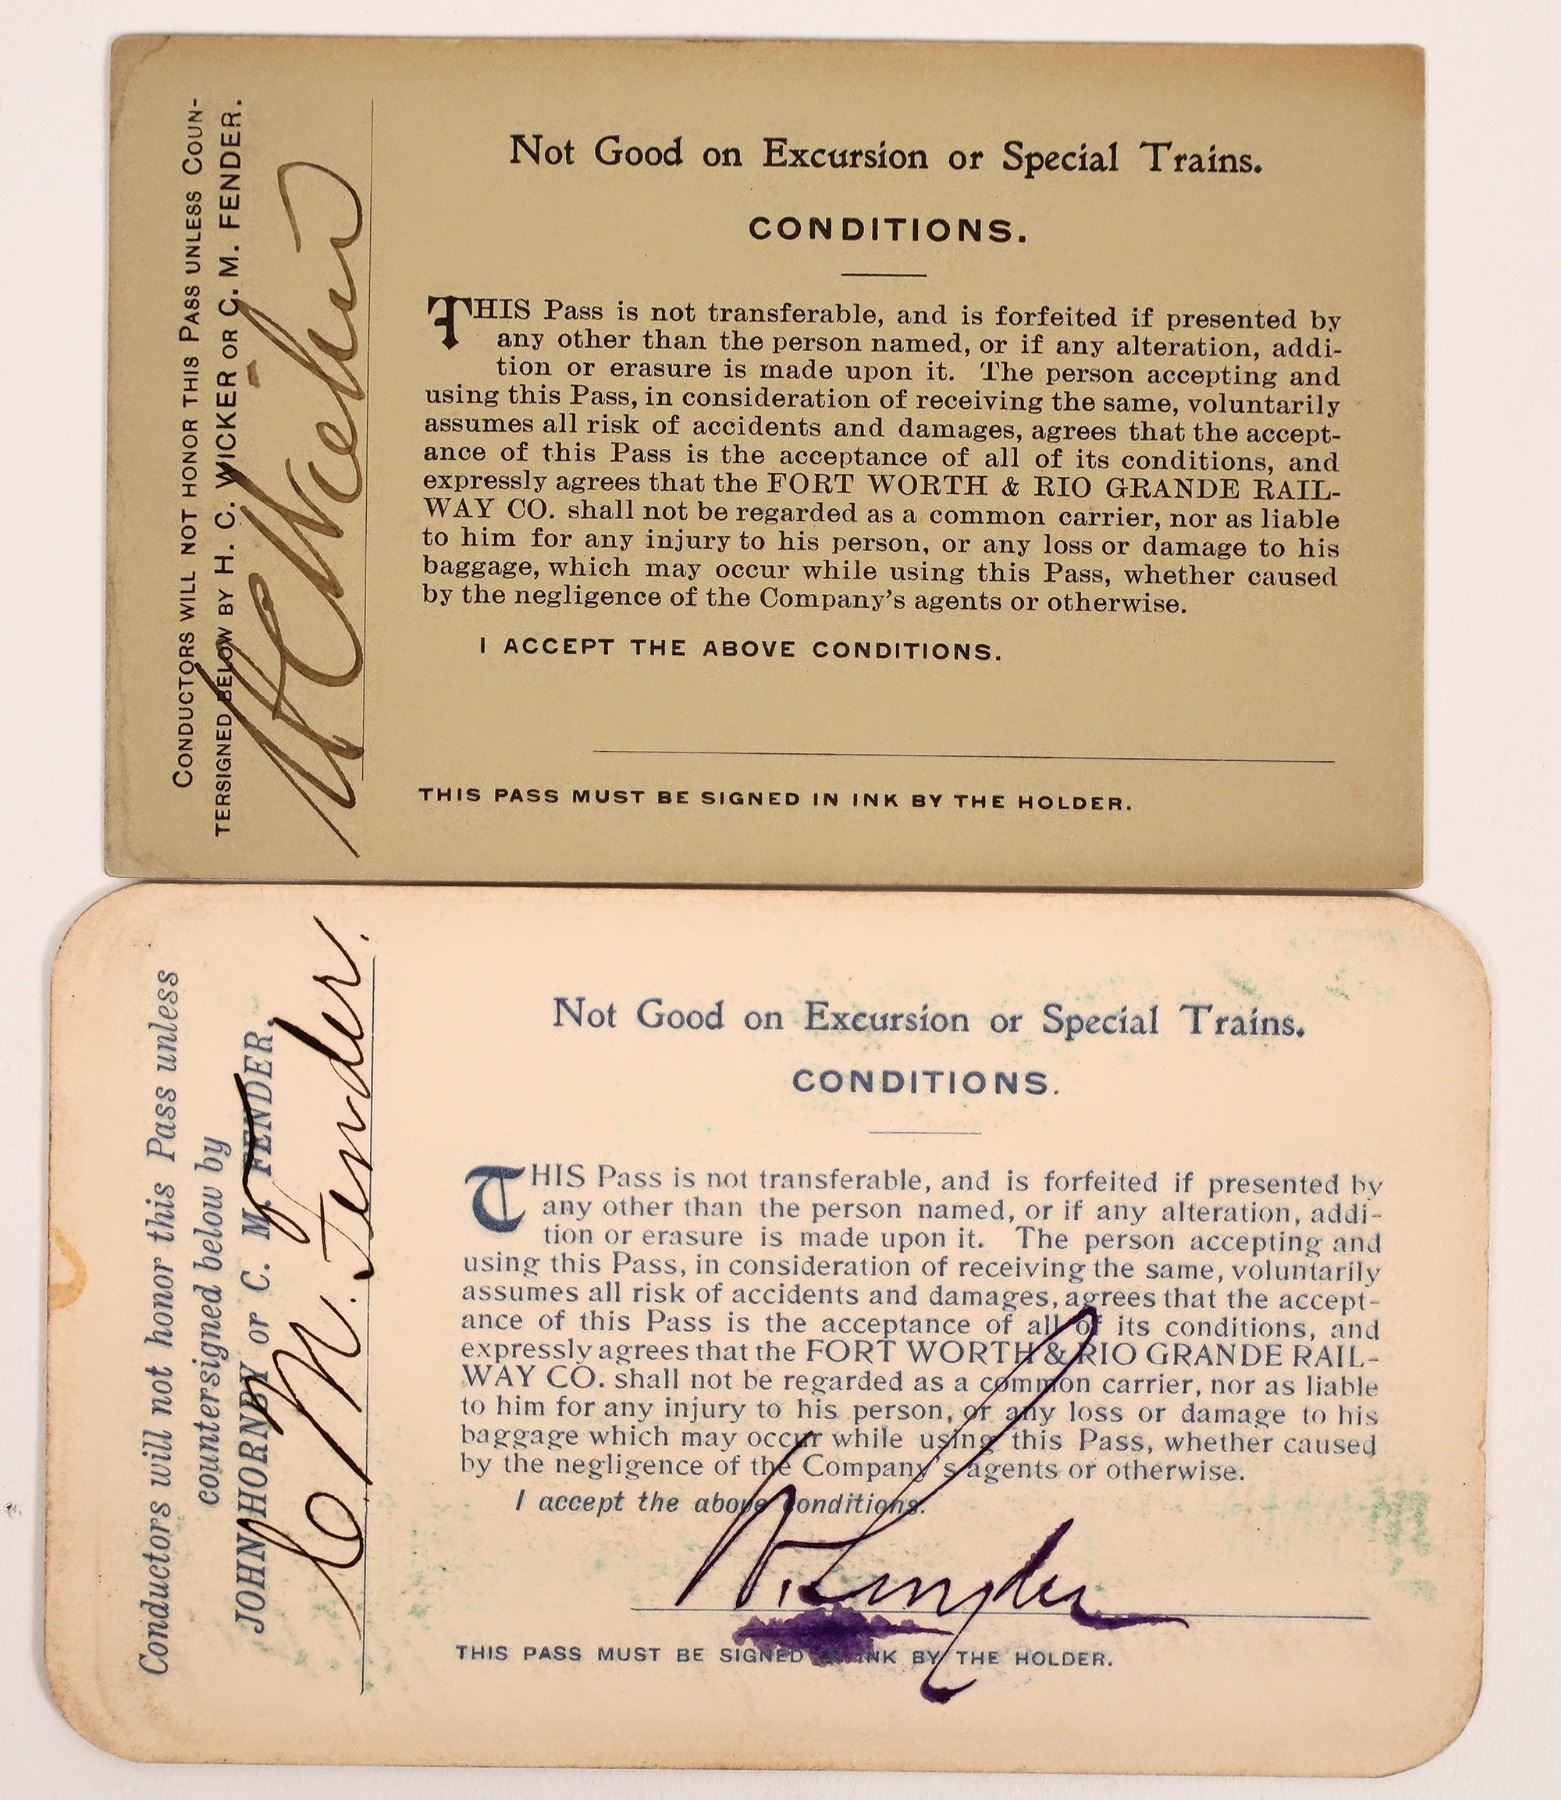 CONDUCTORS WILL NOT HONOR THIS PASS UNLESS COUN-
TERSIGNED BELOW BY H. C. WICKER OR C. M. FENDER.
H C Wicker
Not Good on Excursion or Special Trains.
CONDITIONS.
THIS Pass is not transferable, and is forfeited if presented by
any other than the person named, or if any alteration, addi-
tion or erasure is made upon it. The person accepting and
using this Pass, in consideration of receiving the same, voluntarily
assumes all risk of accidents and damages, agrees that the accept-
ance of this Pass is the acceptance of all of its conditions, and
expressly agrees that the FORT WORTH & RIO GRANDE RAIL-
WAY CO. shall not be regarded as a common carrier, nor as liable
to him for any injury to his person, or any loss or damage to his
baggage, which may occur while using this Pass, whether caused
by the negligence of the Company's agents or otherwise.
I ACCEPT THE ABOVE CONDITIONS.
THIS PASS MUST BE SIGNED IN INK BY THE HOLDER.
Conductors will not honor this Pass unless
countersigned below by
JOHN HORNBY or C. M. FENDER.
C M. Fender.
Not Good on Excursion or Special Trains.
CONDITIONS.
THIS Pass is not transferable, and is forfeited if presented by
any other than the person named, or if any alteration, addi-
tion or erasure is made upon it. The person accepting and
using this Pass, in consideration of receiving the same, voluntarily
assumes all risk of accidents and damages, agrees that the accept-
ance of this Pass is the acceptance of all of its conditions, and
expressly agrees that the FORT WORTH & RIO GRANDE RAIL-
WAY CO. shall not be regarded as a common carrier, nor as liable
to him for any injury to his person, or any loss or damage to his
baggage which may occur while using this Pass, whether caused
by the negligence of the Company's agents or otherwise.
I accept the above conditions.
THIS PASS MUST BE SIGNED IN INK BY THE HOLDER.